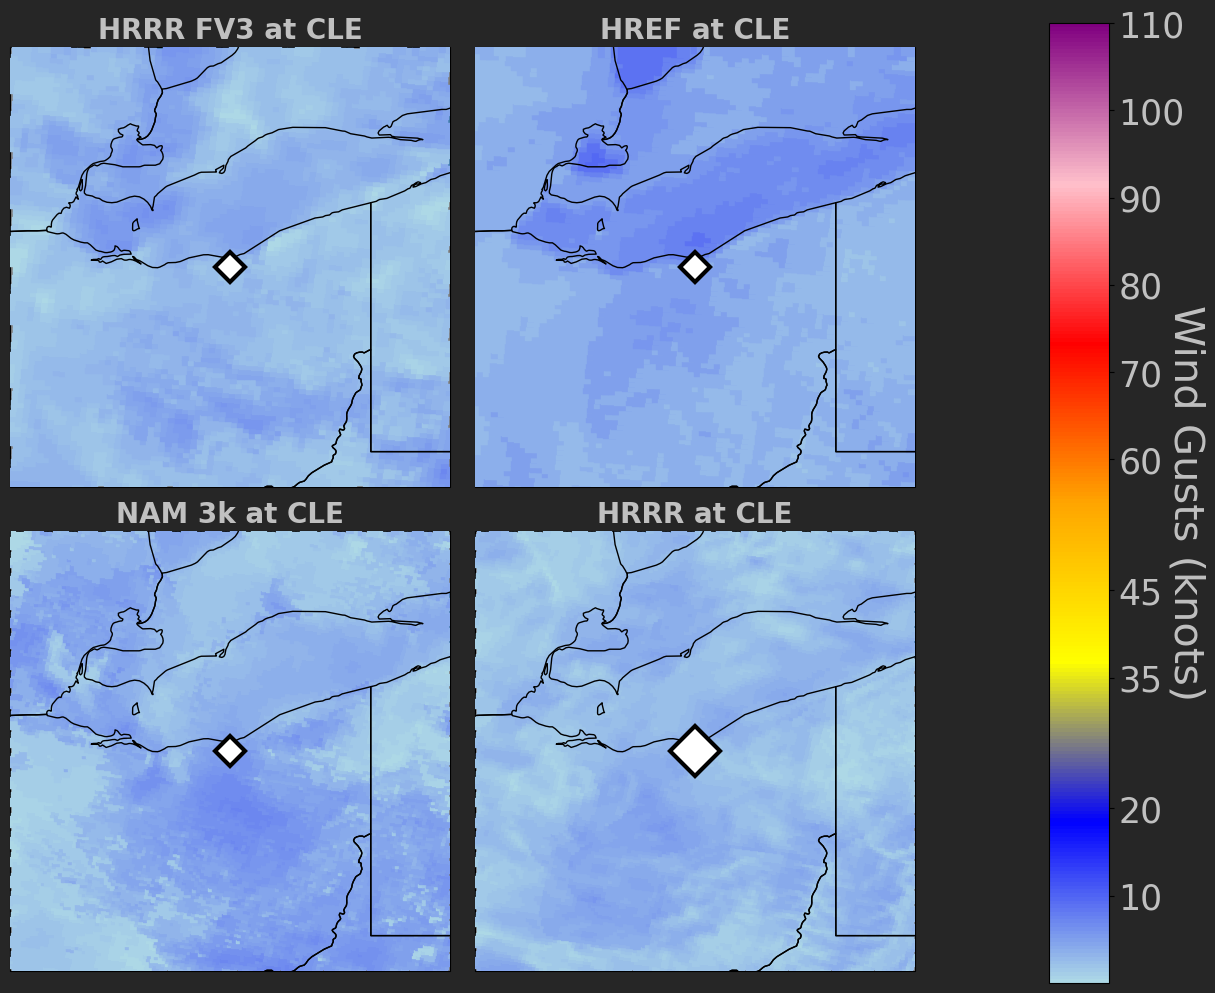 HRRR FV3 at CLE
HREF at CLE
NAM 3k at CLE
HRRR at CLE
110
100
90
80
70
60
45
35
20
10
Wind Gusts (knots)